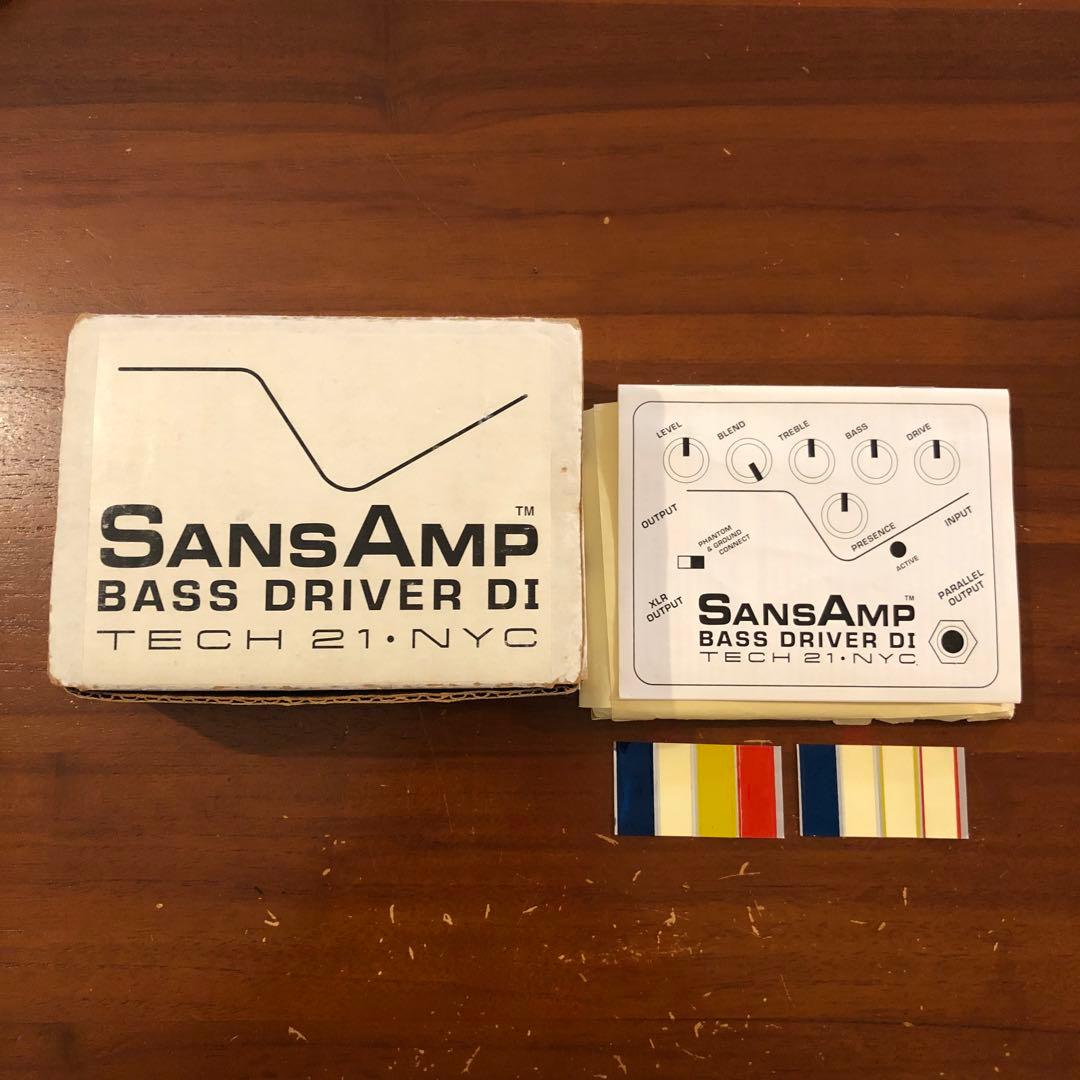 SANSAMP™
BASS DRIVER DI
TECH 21•NYC
LEVEL
BLEND
TREBLE
BASS
DRIVE
OUTPUT
PHANTOM
& GROUND
CONNECT
PRESENCE
INPUT
ACTIVE
XLR
OUTPUT
PARALLEL
OUTPUT
SANSAMP™
BASS DRIVER DI
TECH 21•NYC